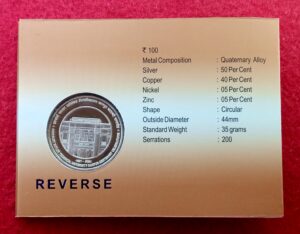 ₹ 100
Metal Composition : Quaternary Alloy
Silver : 50 Per Cent
Copper : 40 Per Cent
Nickel : 05 Per Cent
Zinc : 05 Per Cent
Shape : Circular
Outside Diameter : 44mm
Standard Weight : 35 grams
Serrations : 200
REVERSE